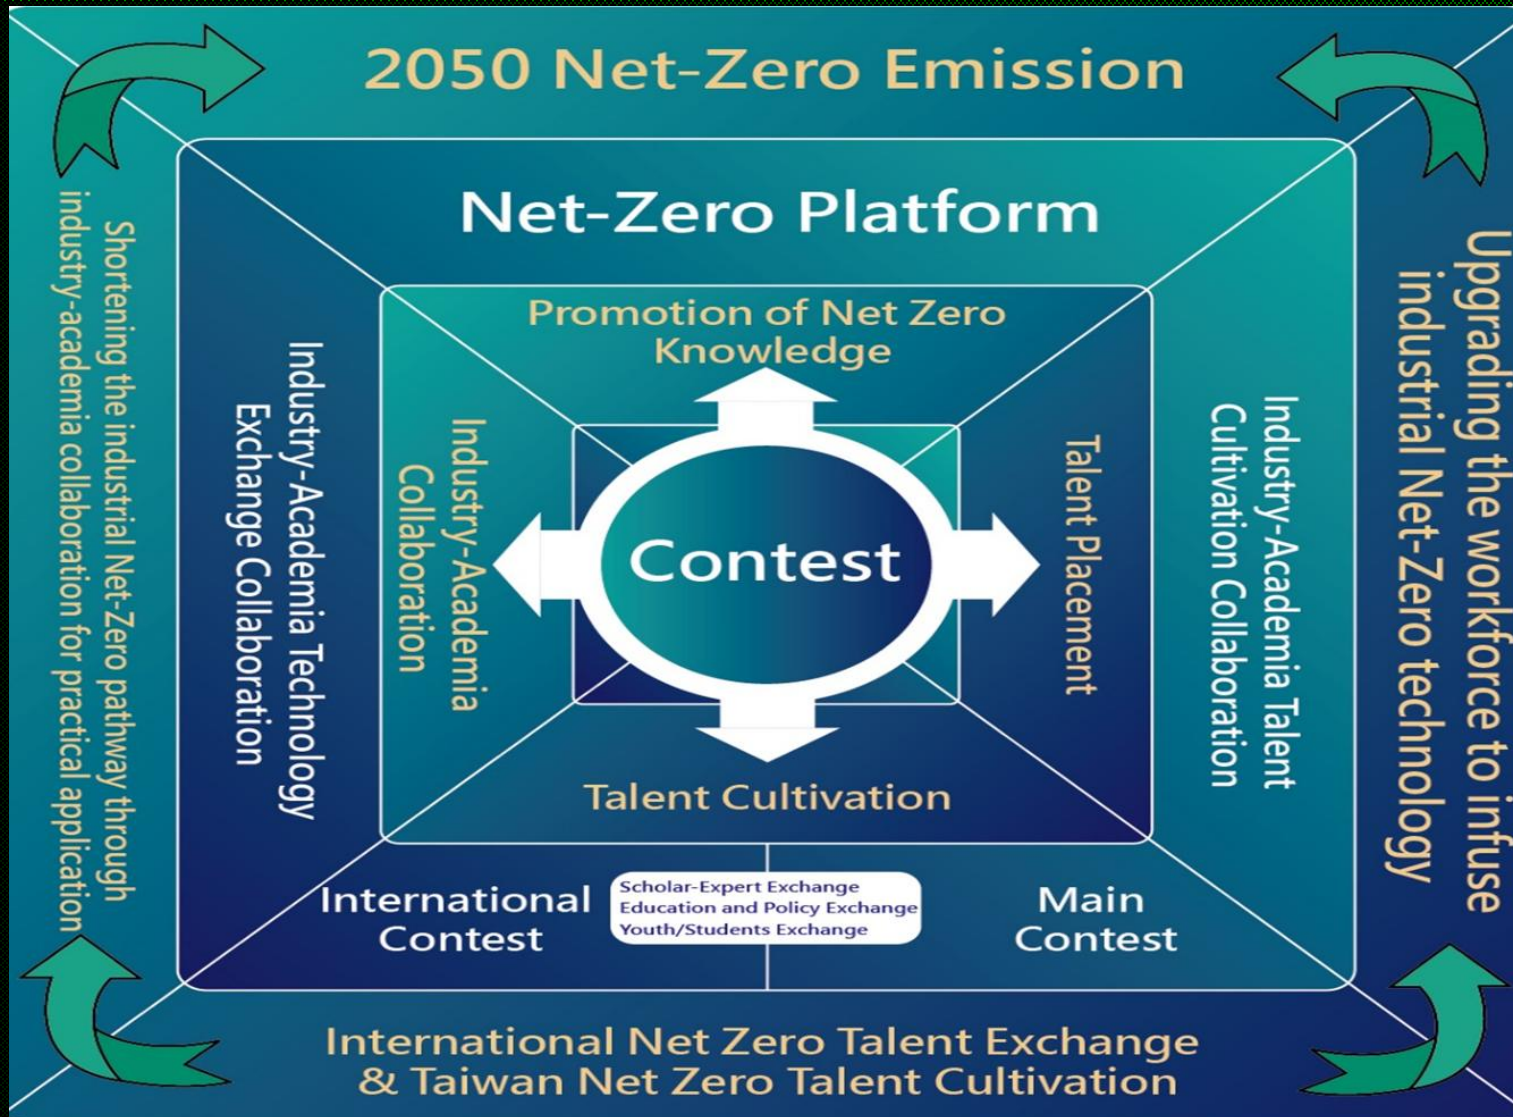 2050 Net-Zero Emission
Net-Zero Platform
Promotion of Net Zero
Knowledge
Shortening the industrial Net-Zero pathway through
industry-academia collaboration for practical application
Industry-Academia Technology
Exchange Collaboration
Industry-Academia
Collaboration
Contest
Talent Placement
Industry-Academia Talent
Cultivation Collaboration
Upgrading the workforce to infuse
industrial Net-Zero technology
Talent Cultivation
International
Contest
Scholar-Expert Exchange
Education and Policy Exchange
Youth/Students Exchange
Main
Contest
International Net Zero Talent Exchange
& Taiwan Net Zero Talent Cultivation